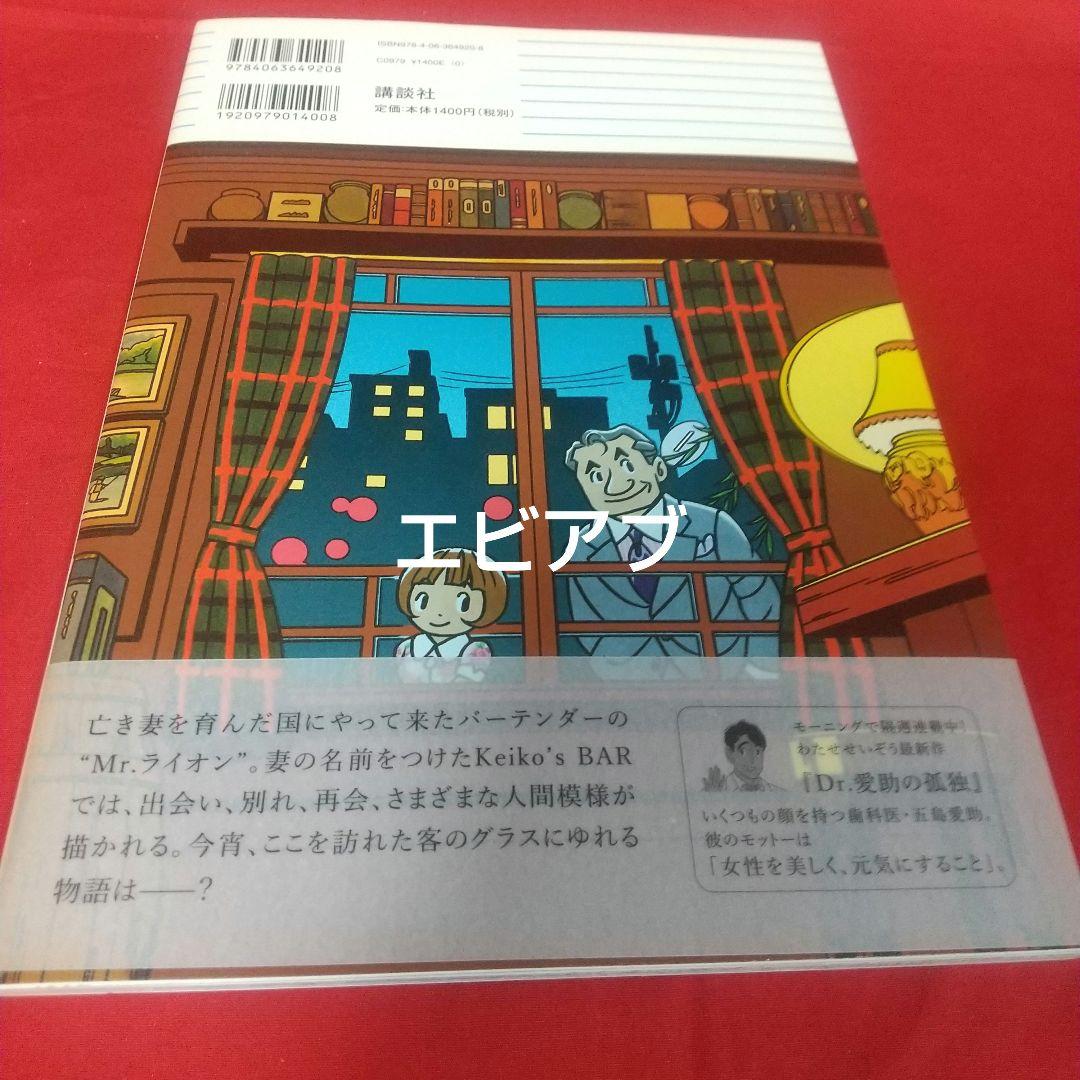 ISBN978-4-06-364920-8
9784063649208
C0979 ¥1400E (0)
講談社
定価:本体1400円(税別)
1920979014008
エビアブ
亡き妻を育んだ国にやって来たバーテンダーの
“Mr.ライオン”。妻の名前をつけたKeiko’s BAR
では、出会い、別れ、再会、さまざまな人間模様が
描かれる。今宵、ここを訪れた客のグラスにゆれる
物語は――?
モーニングで隔週連載中!
わたせせいぞう最新作
『Dr.愛助の孤独』
いくつもの顔を持つ歯科医・五島愛助。
彼のモットーは
「女性を美しく、元気にすること」。